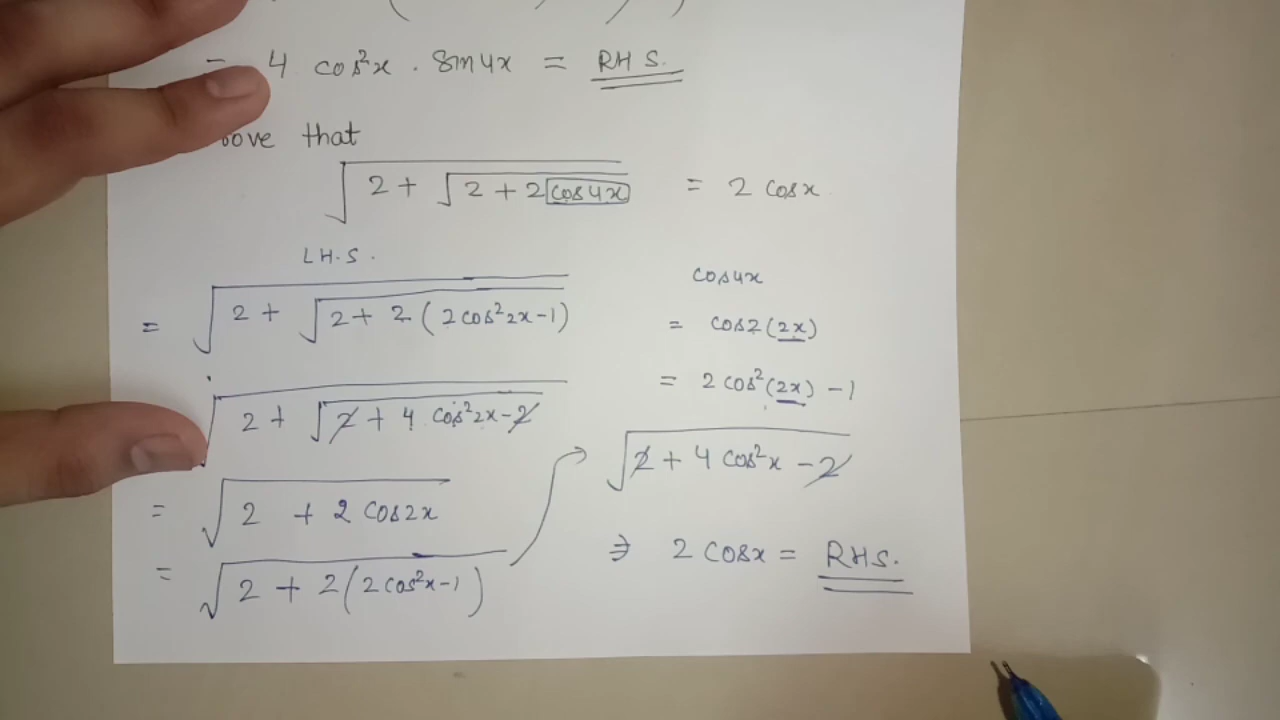 4 cos²x . Sin4x = RHS.
that
√(2 + √(2 + 2 cos4x)) = 2 cosx
LH.S.
= √(2 + √(2 + 2 (2cos²2x-1)))
√(2 + √(2 + 4 cos²2x-2))
= √(2 + 2 cos2x)
= √(2 + 2(2cos²x-1))
cos4x
= cos2(2x)
= 2cos²(2x) - 1
√(2 + 4 cos²x - 2)
⇒ 2 cosx = RHS.